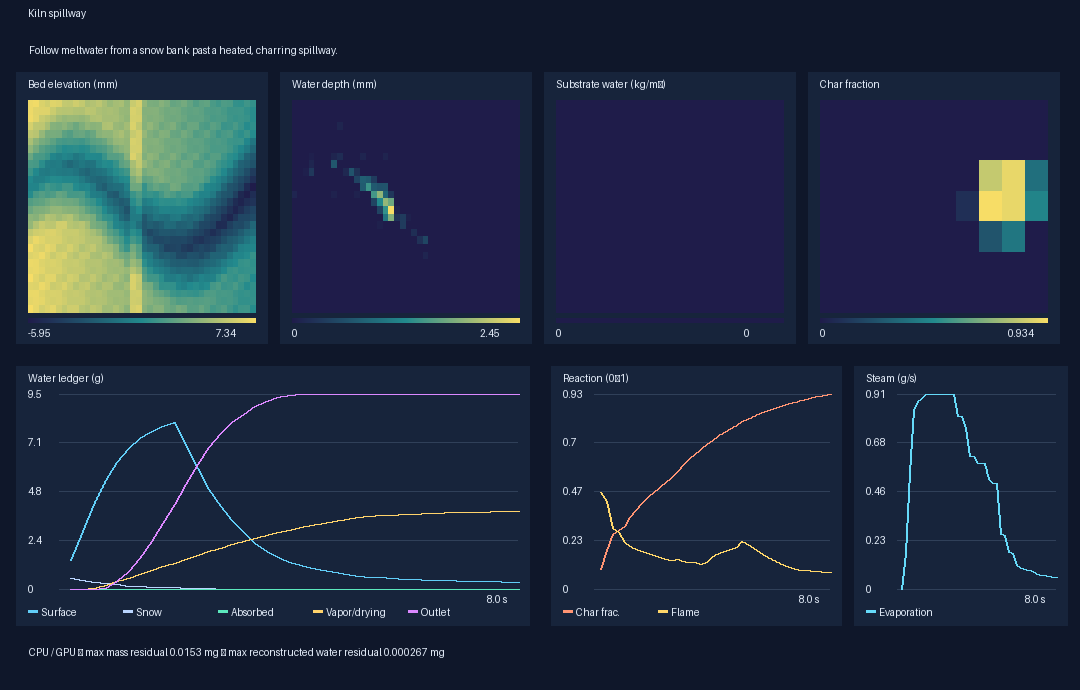 Kiln spillway
Follow meltwater from a snow bank past a heated, charring spillway.
Bed elevation (mm)
-5.95 7.34
Water depth (mm)
0 2.45
Substrate water (kg/m▯)
0 0
Char fraction
0 0.934
Water ledger (g)
9.5
7.1
4.8
2.4
0
8.0 s
Surface Snow Absorbed Vapor/drying Outlet
Reaction (0▯1)
0.93
0.7
0.47
0.23
0
8.0 s
Char frac. Flame
Steam (g/s)
0.91
0.68
0.46
0.23
0
8.0 s
Evaporation
CPU / GPU ▯ max mass residual 0.0153 mg ▯ max reconstructed water residual 0.000267 mg